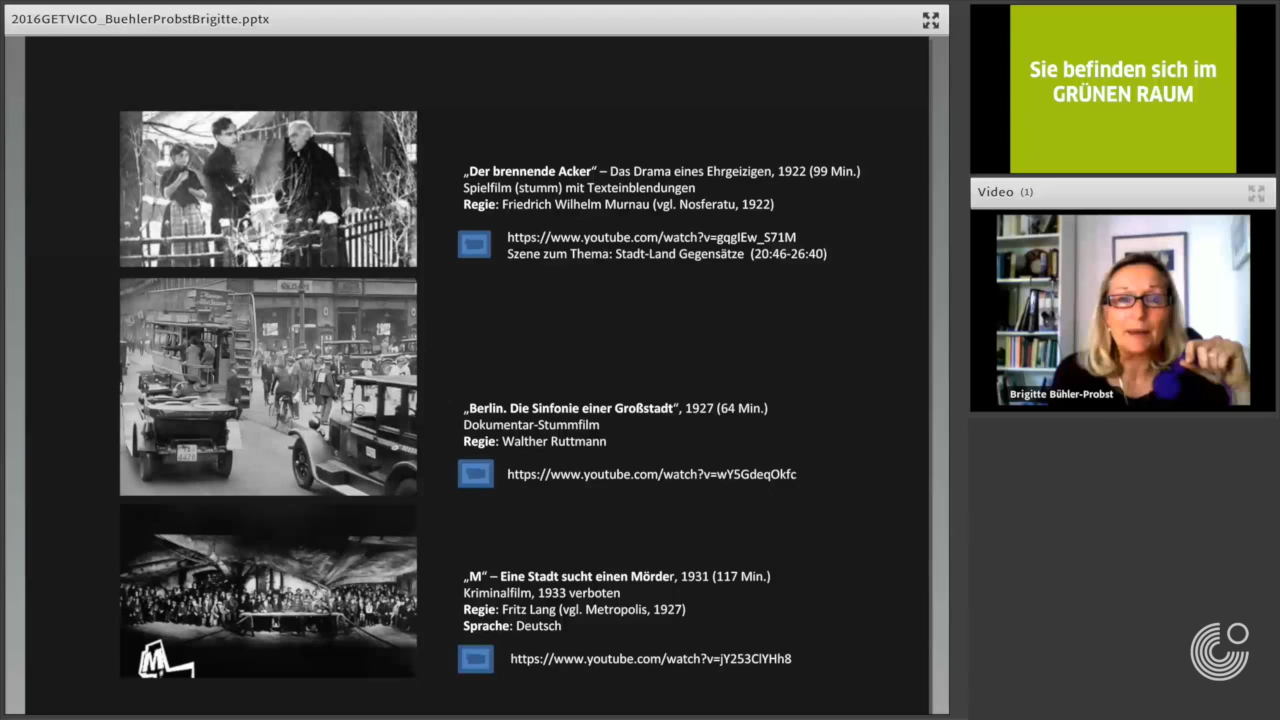 2016GETVICO_BuehlerProbstBrigitte.pptx
„Der brennende Acker“ – Das Drama eines Ehrgeizigen, 1922 (99 Min.)
Spielfilm (stumm) mit Texteinblendungen
Regie: Friedrich Wilhelm Murnau (vgl. Nosferatu, 1922)
https://www.youtube.com/watch?v=gqgIEw_S71M
Szene zum Thema: Stadt-Land Gegensätze (20:46-26:40)
„Berlin. Die Sinfonie einer Großstadt“, 1927 (64 Min.)
Dokumentar-Stummfilm
Regie: Walther Ruttmann
https://www.youtube.com/watch?v=wY5GdeqOkfc
„M“ – Eine Stadt sucht einen Mörder, 1931 (117 Min.)
Kriminalfilm, 1933 verboten
Regie: Fritz Lang (vgl. Metropolis, 1927)
Sprache: Deutsch
https://www.youtube.com/watch?v=jY253ClYHh8
M
Sie befinden sich im
GRÜNEN RAUM
Video (1)
Brigitte Bühler-Probst